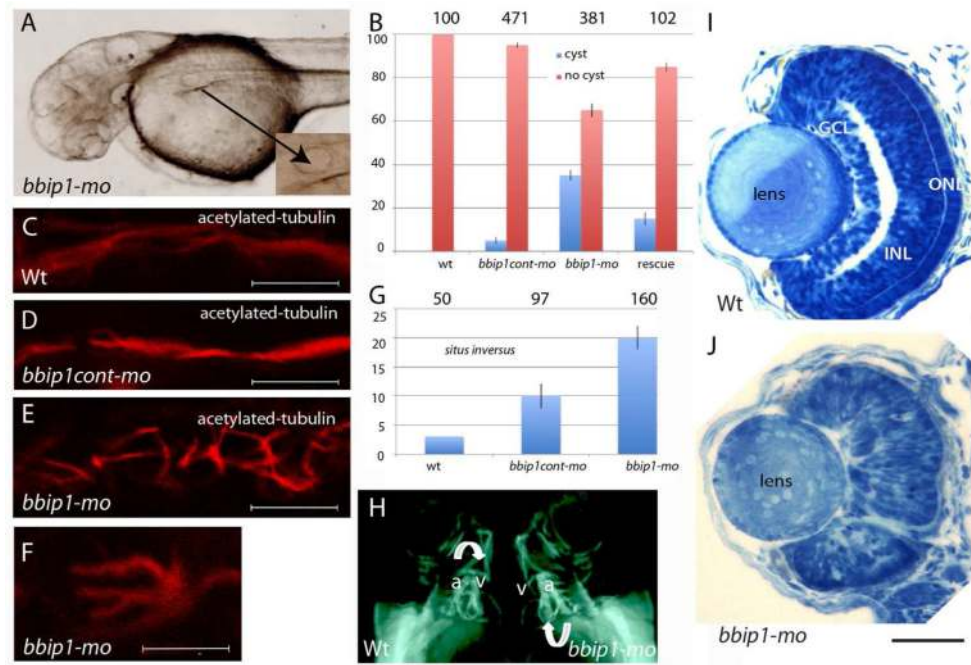 A
bbip1-mo
B
100 471 381 102
100
80
60
40
20
0
cyst
no cyst
wt bbip1cont-mo bbip1-mo rescue
C
acetylated-tubulin
Wt
D
acetylated-tubulin
bbip1cont-mo
E
acetylated-tubulin
bbip1-mo
F
G
50 97 160
25
20
15
10
5
0
situs inversus
wt bbip1cont-mo bbip1-mo
H
a v
v a
Wt
bbip1-mo
I
GCL
lens
ONL
INL
Wt
J
lens
bbip1-mo